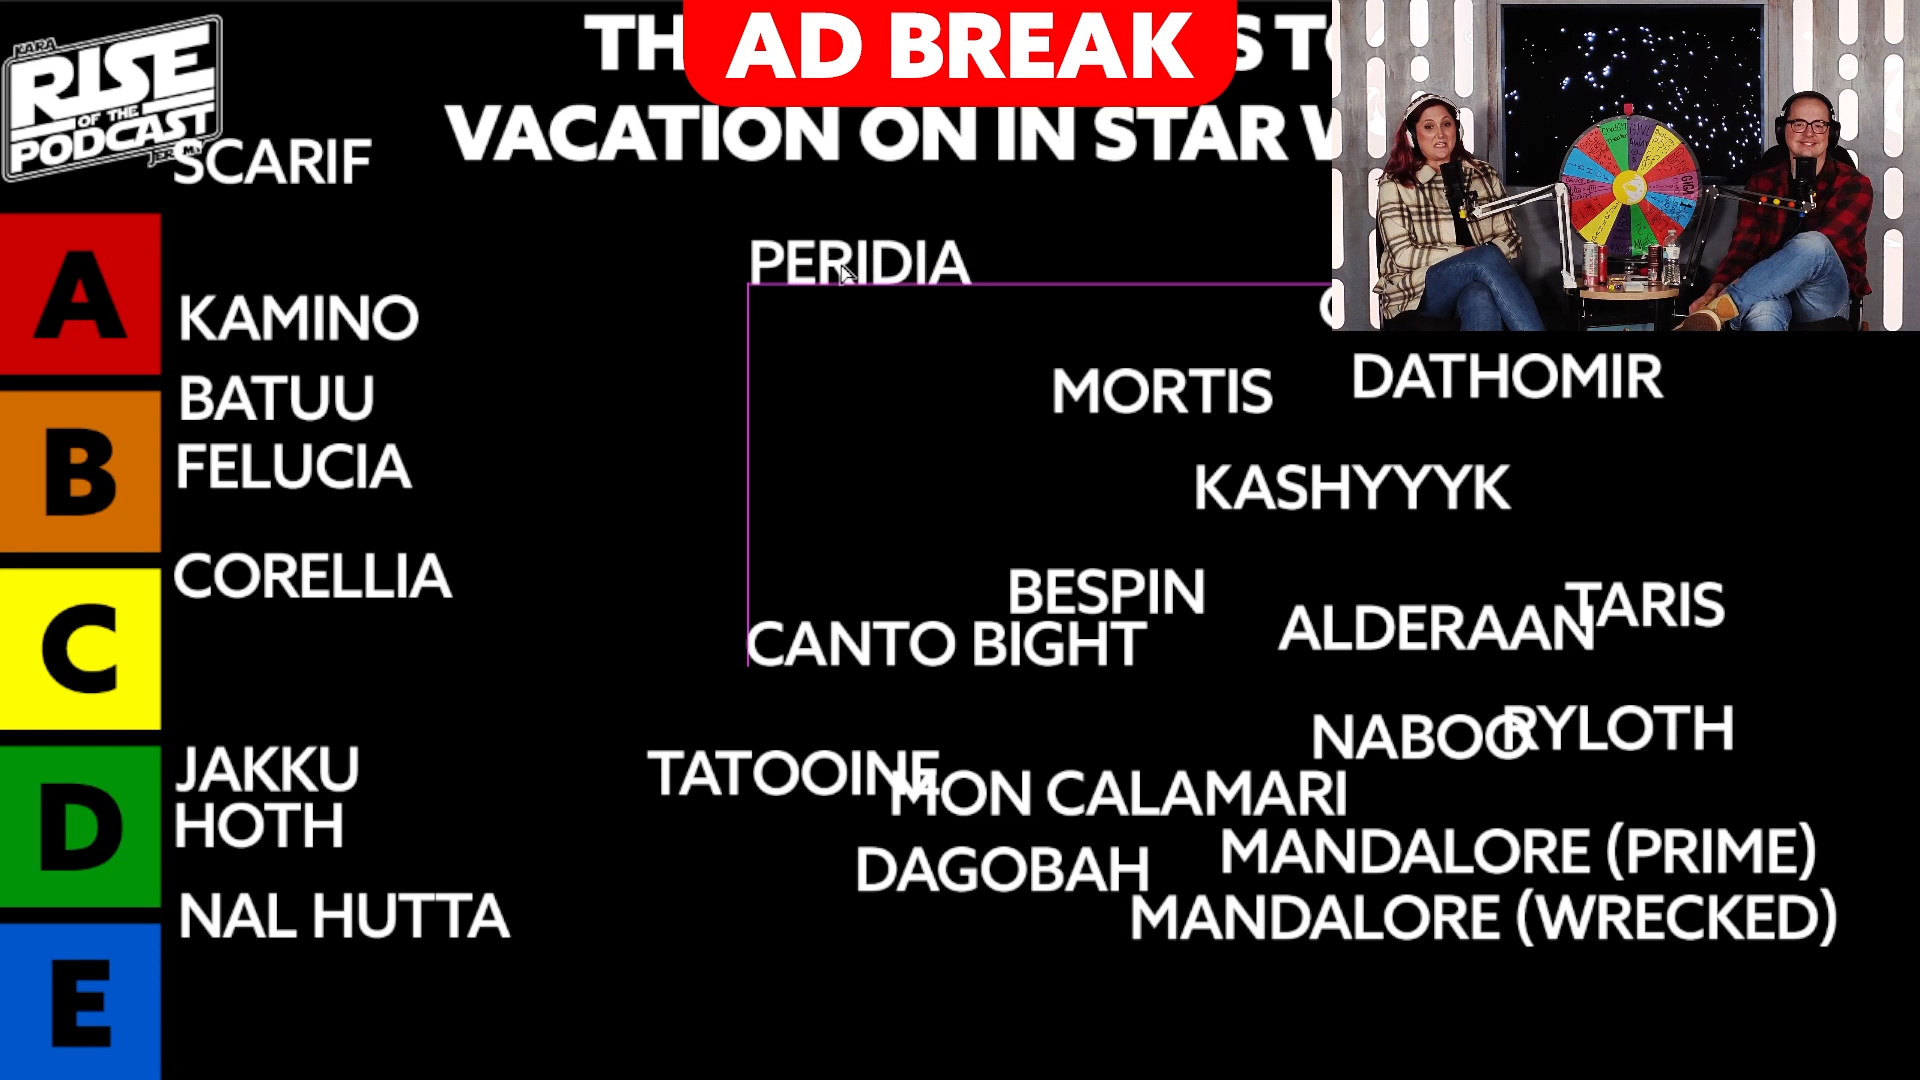 AD BREAK
TH
S TO
VACATION ON IN STAR W
KARA
RISE
OF THE
PODCAST
SCARIF
PERIDIA
A
KAMINO
MORTIS
DATHOMIR
BATUU
B
FELUCIA
KASHYYYK
CORELLIA
BESPIN
TARIS
ALDERAAN
CANTO BIGHT
C
JAKKU
TATOOINE
NABOO
RYLOTH
MON CALAMARI
HOTH
D
DAGOBAH
MANDALORE (PRIME)
NAL HUTTA
MANDALORE (WRECKED)
E